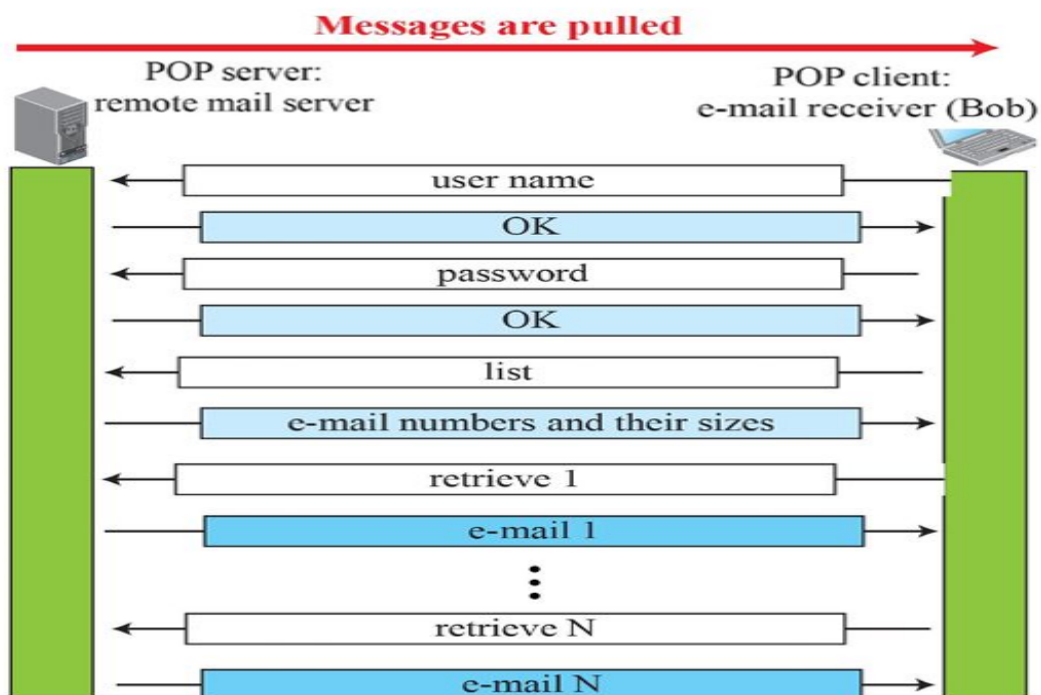 Messages are pulled
POP server:
remote mail server
POP client:
e-mail receiver (Bob)
user name
OK
password
OK
list
e-mail numbers and their sizes
retrieve 1
e-mail 1
retrieve N
e-mail N